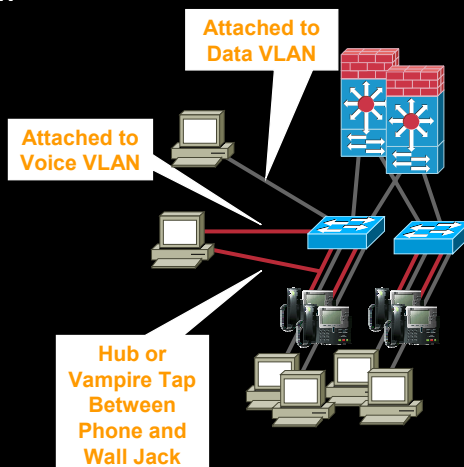 Attached to
Data VLAN
Attached to
Voice VLAN
Hub or
Vampire Tap
Between
Phone and
Wall Jack